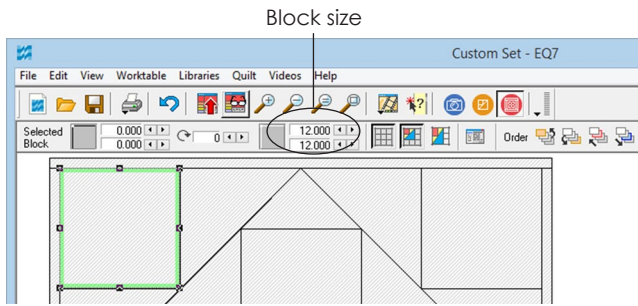 Block size
Custom Set - EQ7
File Edit View Worktable Libraries Quilt Videos Help
Selected 0.000 0 12.000 Order
Block 0.000 12.000